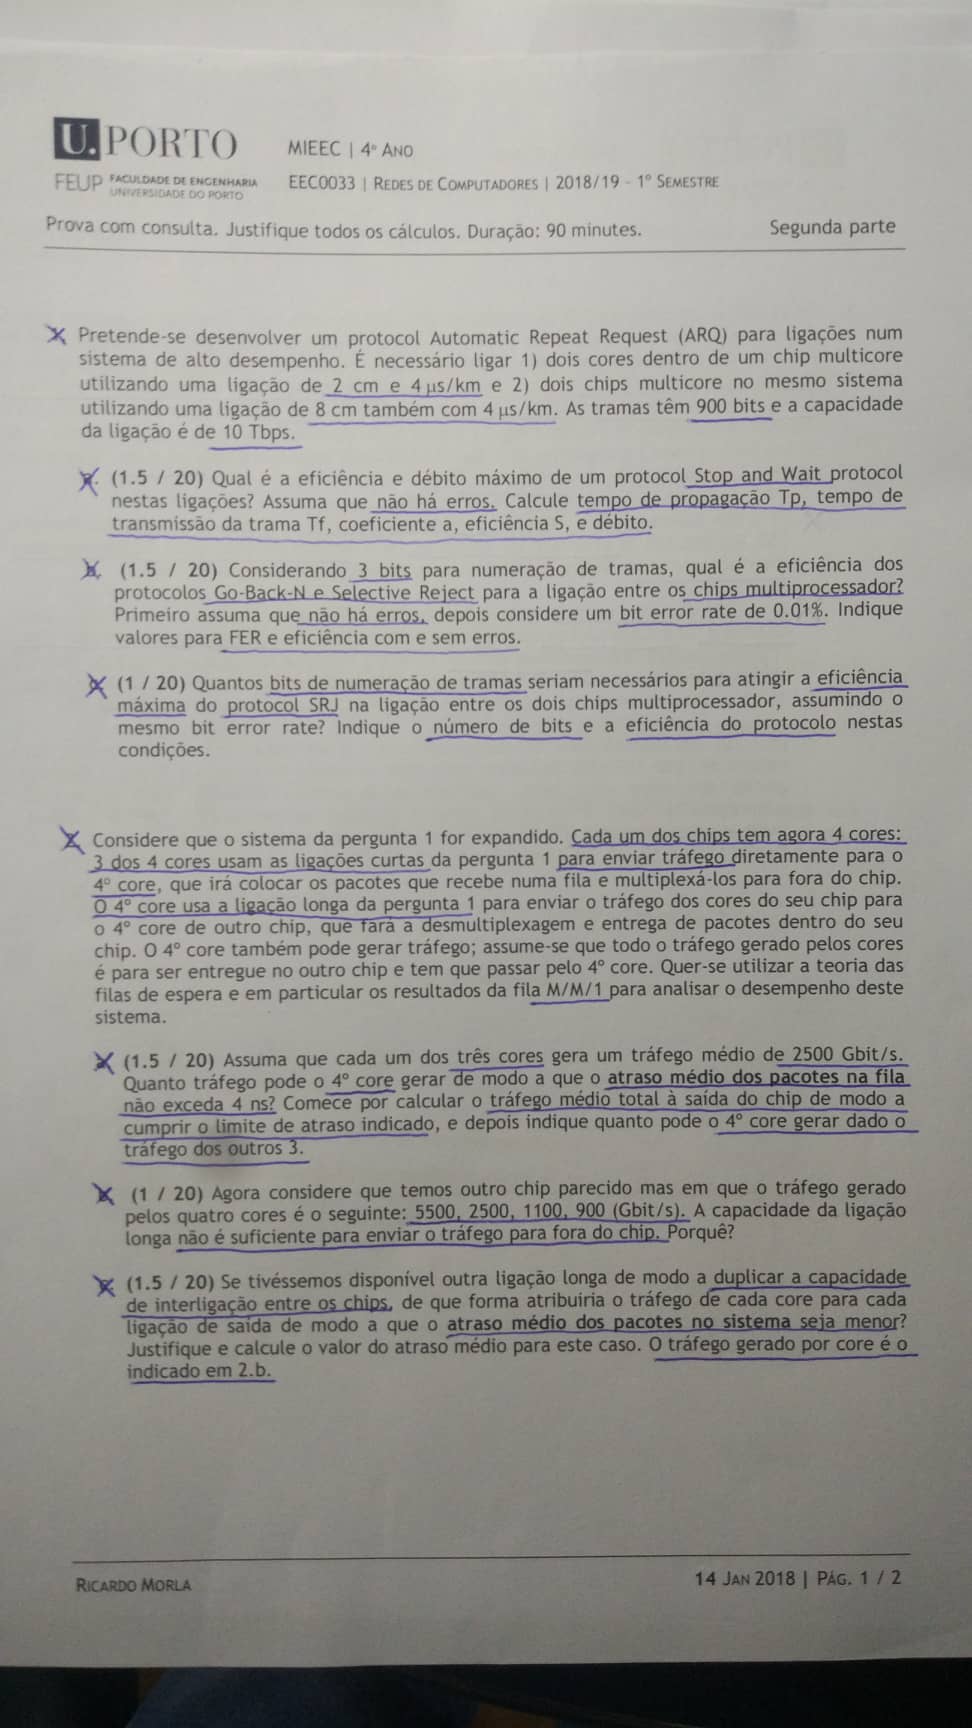 U.PORTO
MIEEC | 4º ANO
FEUP FACULDADE DE ENGENHARIA
UNIVERSIDADE DO PORTO
EEC0033 | REDES DE COMPUTADORES | 2018/19 - 1º SEMESTRE
Prova com consulta. Justifique todos os cálculos. Duração: 90 minutes.
Segunda parte
Pretende-se desenvolver um protocol Automatic Repeat Request (ARQ) para ligações num
sistema de alto desempenho. É necessário ligar 1) dois cores dentro de um chip multicore
utilizando uma ligação de 2 cm e 4 µs/km e 2) dois chips multicore no mesmo sistema
utilizando uma ligação de 8 cm também com 4 µs/km. As tramas têm 900 bits e a capacidade
da ligação é de 10 Tbps.
(1.5 / 20) Qual é a eficiência e débito máximo de um protocol Stop and Wait protocol
nestas ligações? Assuma que não há erros. Calcule tempo de propagação Tp, tempo de
transmissão da trama Tf, coeficiente a, eficiência S, e débito.
(1.5 / 20) Considerando 3 bits para numeração de tramas, qual é a eficiência dos
protocolos Go-Back-N e Selective Reject para a ligação entre os chips multiprocessador?
Primeiro assuma que não há erros, depois considere um bit error rate de 0.01%. Indique
valores para FER e eficiência com e sem erros.
(1 / 20) Quantos bits de numeração de tramas seriam necessários para atingir a eficiência
máxima do protocol SRJ na ligação entre os dois chips multiprocessador, assumindo o
mesmo bit error rate? Indique o número de bits e a eficiência do protocolo nestas
condições.
Considere que o sistema da pergunta 1 for expandido. Cada um dos chips tem agora 4 cores:
3 dos 4 cores usam as ligações curtas da pergunta 1 para enviar tráfego diretamente para o
4º core, que irá colocar os pacotes que recebe numa fila e multiplexá-los para fora do chip.
O 4º core usa a ligação longa da pergunta 1 para enviar o tráfego dos cores do seu chip para
o 4º core de outro chip, que fará a desmultiplexagem e entrega de pacotes dentro do seu
chip. O 4º core também pode gerar tráfego; assume-se que todo o tráfego gerado pelos cores
é para ser entregue no outro chip e tem que passar pelo 4º core. Quer-se utilizar a teoria das
filas de espera e em particular os resultados da fila M/M/1 para analisar o desempenho deste
sistema.
(1.5 / 20) Assuma que cada um dos três cores gera um tráfego médio de 2500 Gbit/s.
Quanto tráfego pode o 4º core gerar de modo a que o atraso médio dos pacotes na fila
não exceda 4 ns? Comece por calcular o tráfego médio total à saída do chip de modo a
cumprir o limite de atraso indicado, e depois indique quanto pode o 4º core gerar dado o
tráfego dos outros 3.
(1 / 20) Agora considere que temos outro chip parecido mas em que o tráfego gerado
pelos quatro cores é o seguinte: 5500, 2500, 1100, 900 (Gbit/s). A capacidade da ligação
longa não é suficiente para enviar o tráfego para fora do chip. Porquê?
(1.5 / 20) Se tivéssemos disponível outra ligação longa de modo a duplicar a capacidade
de interligação entre os chips, de que forma atribuiria o tráfego de cada core para cada
ligação de saída de modo a que o atraso médio dos pacotes no sistema seja menor?
Justifique e calcule o valor do atraso médio para este caso. O tráfego gerado por core é o
indicado em 2.b.
RICARDO MORLA
14 JAN 2018 | PÁG. 1 / 2